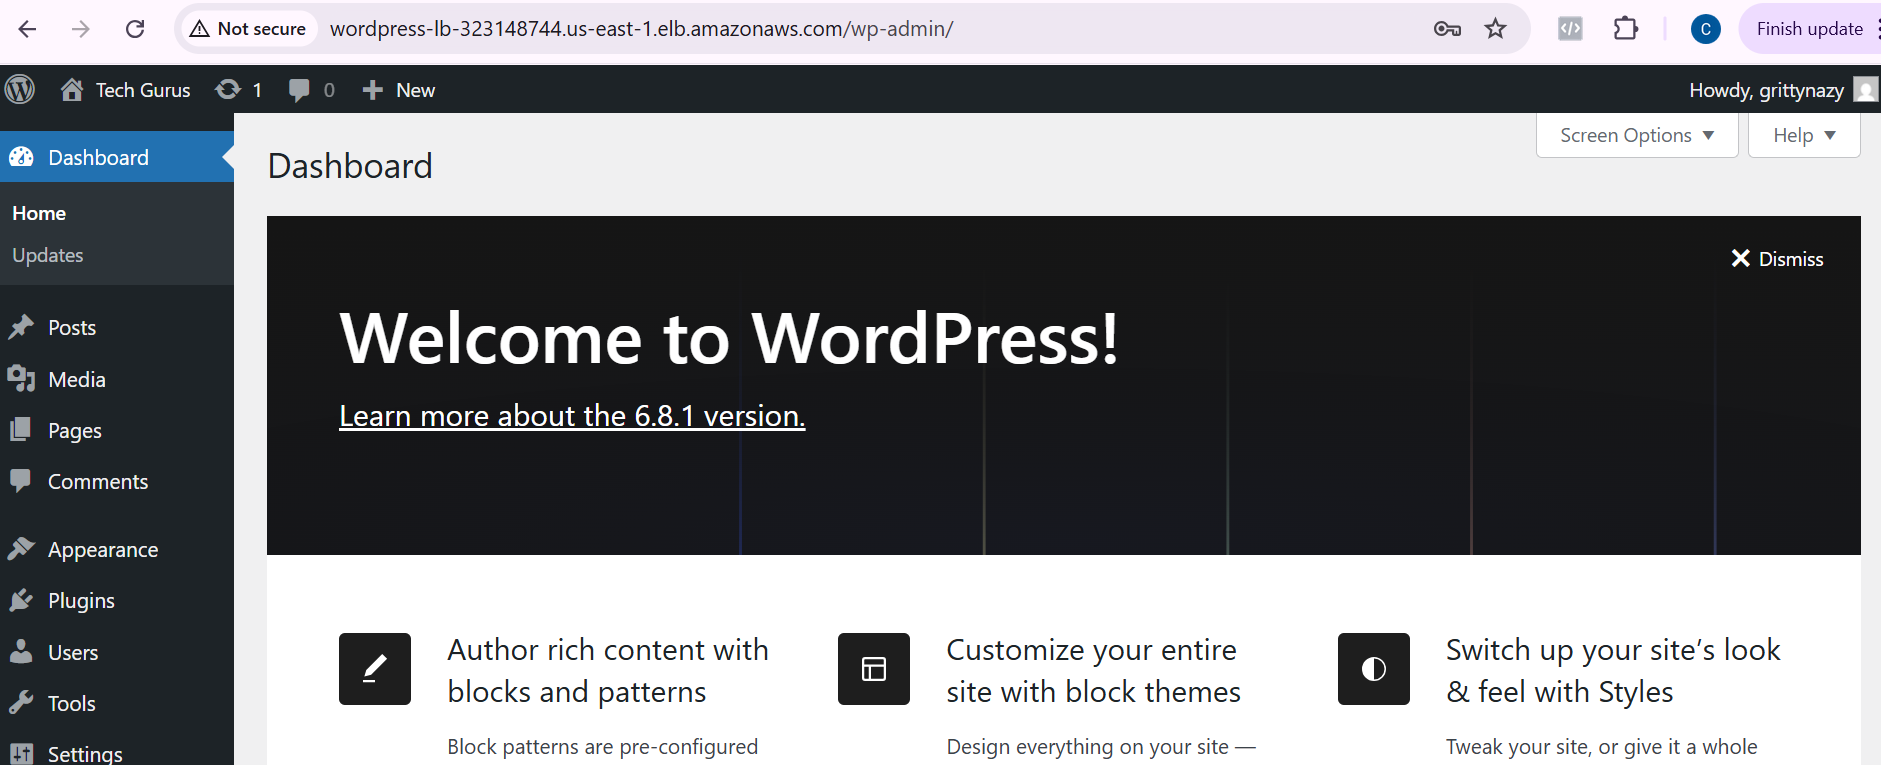 Not secure wordpress-lb-323148744.us-east-1.elb.amazonaws.com/wp-admin/ C Finish update
Tech Gurus 1 0 New Howdy, grittynazy
Screen Options Help
Dashboard
Home
Updates
Posts
Media
Pages
Comments
Appearance
Plugins
Users
Tools
Settings
Dashboard
Dismiss
Welcome to WordPress!
Learn more about the 6.8.1 version.
Author rich content with
blocks and patterns
Block patterns are pre-configured
Customize your entire
site with block themes
Design everything on your site —
Switch up your site’s look
& feel with Styles
Tweak your site, or give it a whole